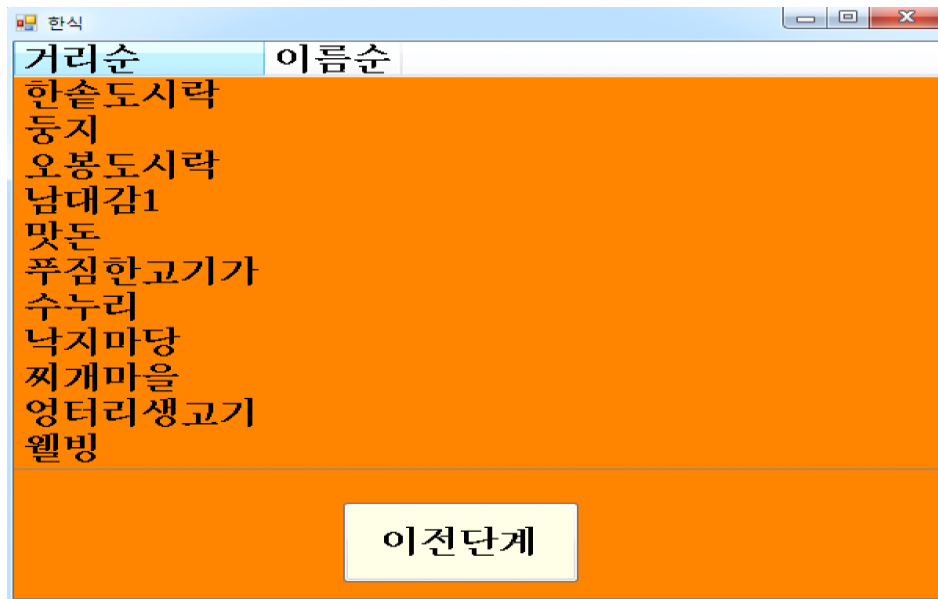 한식
거리순 이름순
한솥도시락
둥지
오봉도시락
남대감1
맛돈
푸짐한고기가
수누리
낙지마당
찌개마을
엉터리생고기
웰빙
이전단계